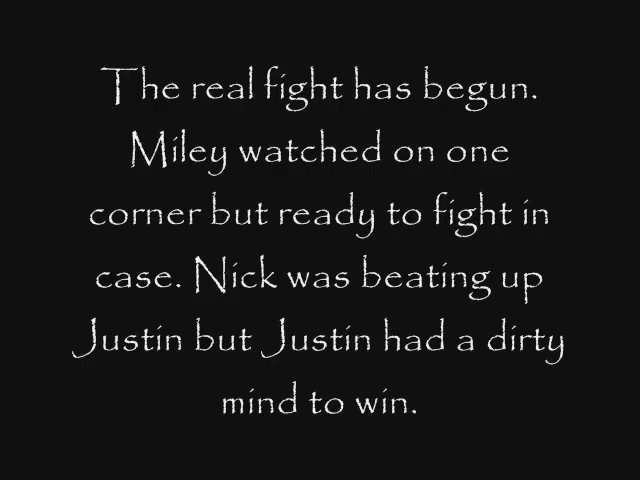 The real fight has begun.
Miley watched on one
corner but ready to fight in
case. Nick was beating up
Justin but Justin had a dirty
mind to win.